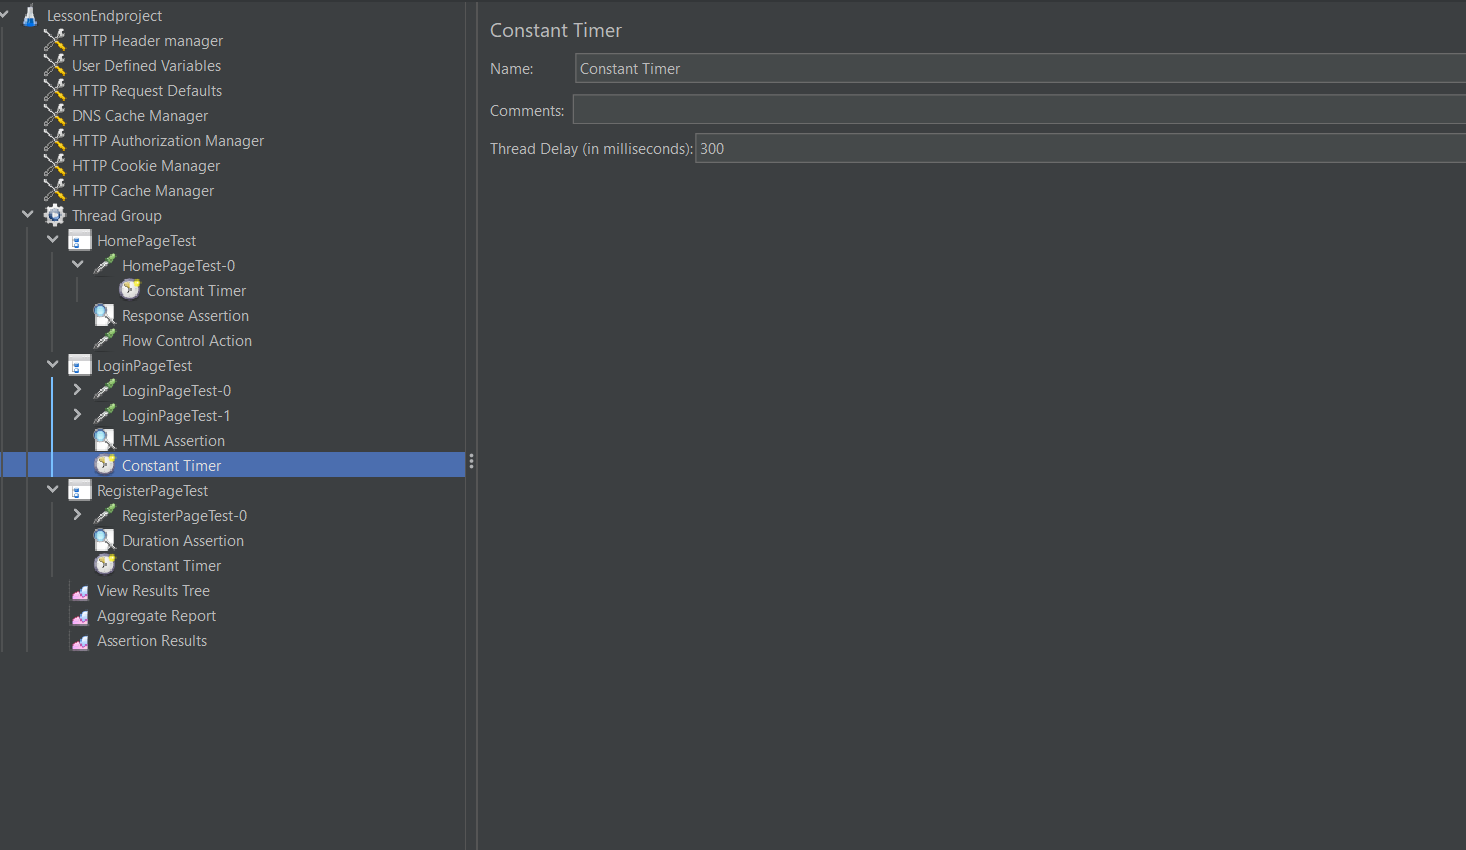 LessonEndproject
HTTP Header manager
User Defined Variables
HTTP Request Defaults
DNS Cache Manager
HTTP Authorization Manager
HTTP Cookie Manager
HTTP Cache Manager
Thread Group
HomePageTest
HomePageTest-0
Constant Timer
Response Assertion
Flow Control Action
LoginPageTest
LoginPageTest-0
LoginPageTest-1
HTML Assertion
Constant Timer
RegisterPageTest
RegisterPageTest-0
Duration Assertion
Constant Timer
View Results Tree
Aggregate Report
Assertion Results
Constant Timer
Name: Constant Timer
Comments:
Thread Delay (in milliseconds): 300